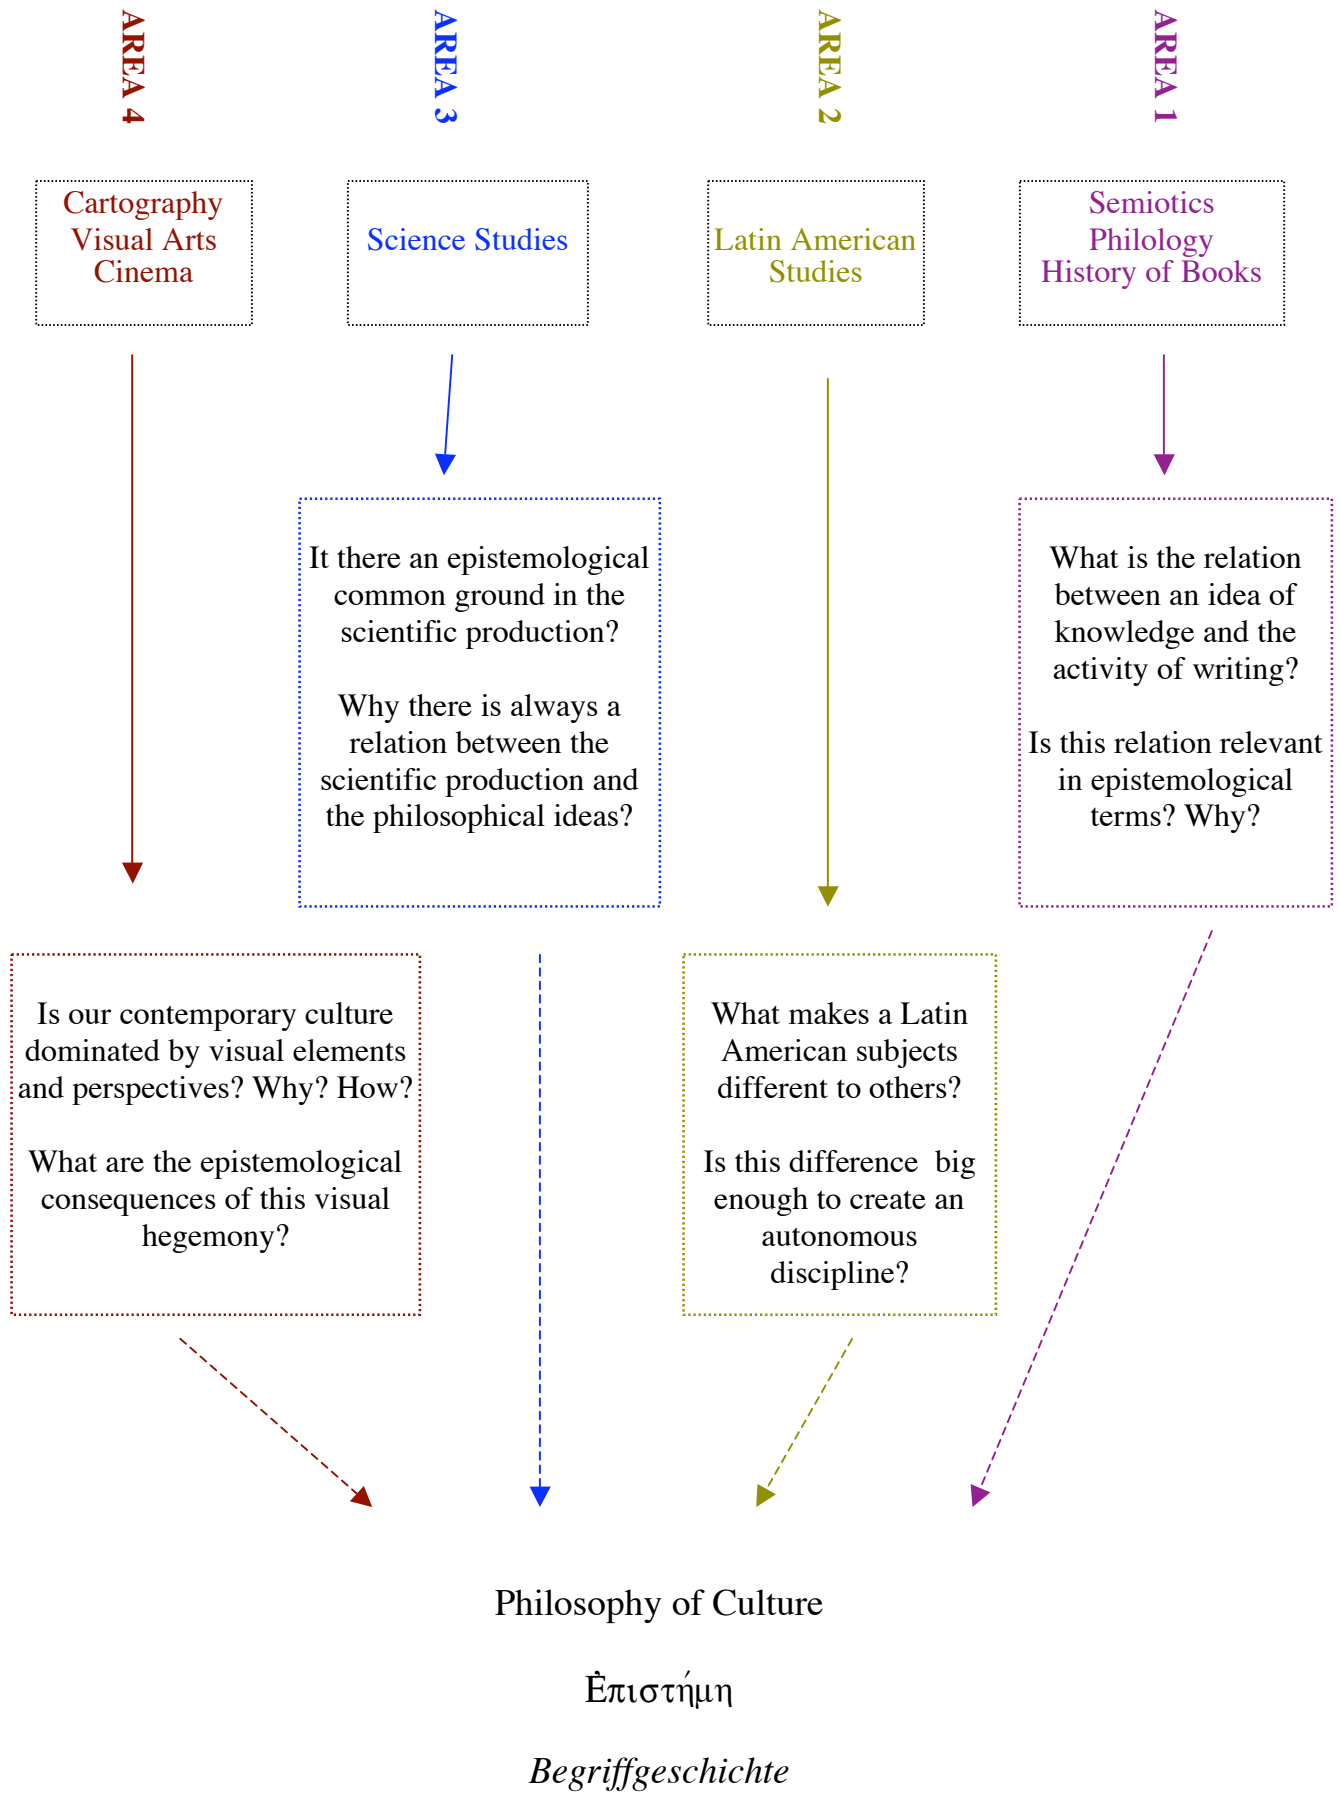 AREA 4
AREA 3
AREA 2
AREA 1
Cartography
Visual Arts
Cinema
Science Studies
Latin American
Studies
Semiotics
Philology
History of Books
It there an epistemological
common ground in the
scientific production?
Why there is always a
relation between the
scientific production and
the philosophical ideas?
What is the relation
between an idea of
knowledge and the
activity of writing?
Is this relation relevant
in epistemological
terms? Why?
Is our contemporary culture
dominated by visual elements
and perspectives? Why? How?
What are the epistemological
consequences of this visual
hegemony?
What makes a Latin
American subjects
different to others?
Is this difference  big
enough to create an
autonomous
discipline?
Philosophy of Culture
Ἐπιστήμη
Begriffgeschichte